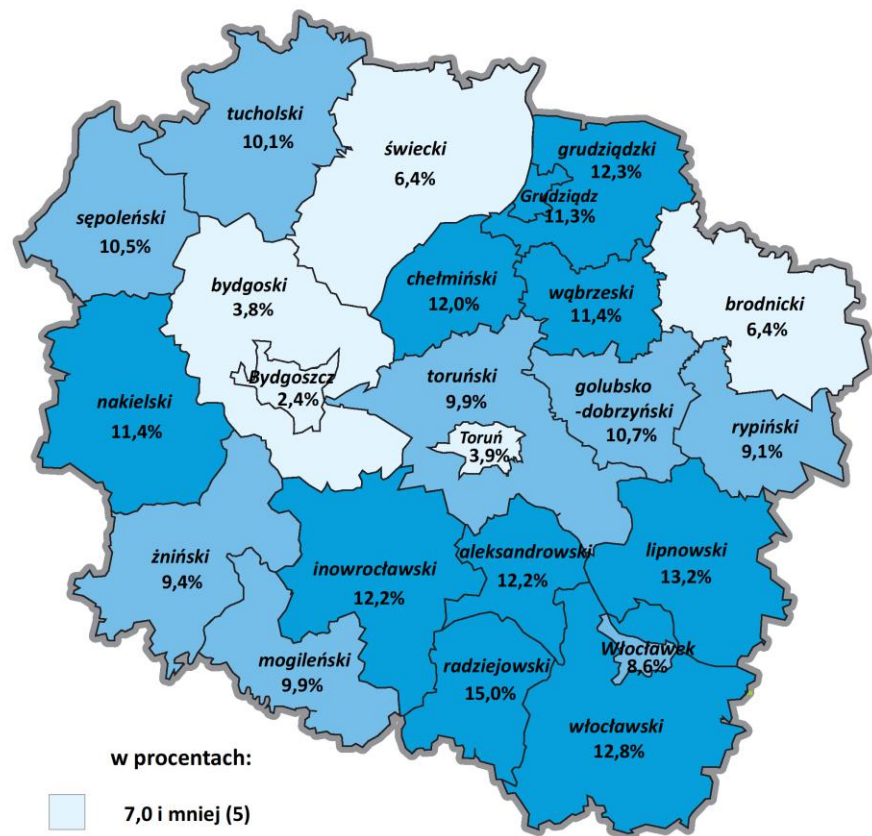 tucholski
10,1%
świecki
6,4%
grudziądzki
12,3%
Grudziądz
11,3%
sępoleński
10,5%
bydgoski
3,8%
chełmiński
12,0%
wąbrzeski
11,4%
brodnicki
6,4%
Bydgoszcz
2,4%
toruński
9,9%
golubsko
-dobrzyński
10,7%
nakielski
11,4%
rypiński
9,1%
Toruń
3,9%
żniński
9,4%
inowrocławski
12,2%
aleksandrowski
12,2%
lipnowski
13,2%
mogileński
9,9%
radziejowski
15,0%
Włocławek
8,6%
włocławski
12,8%
w procentach:
7,0 i mniej (5)